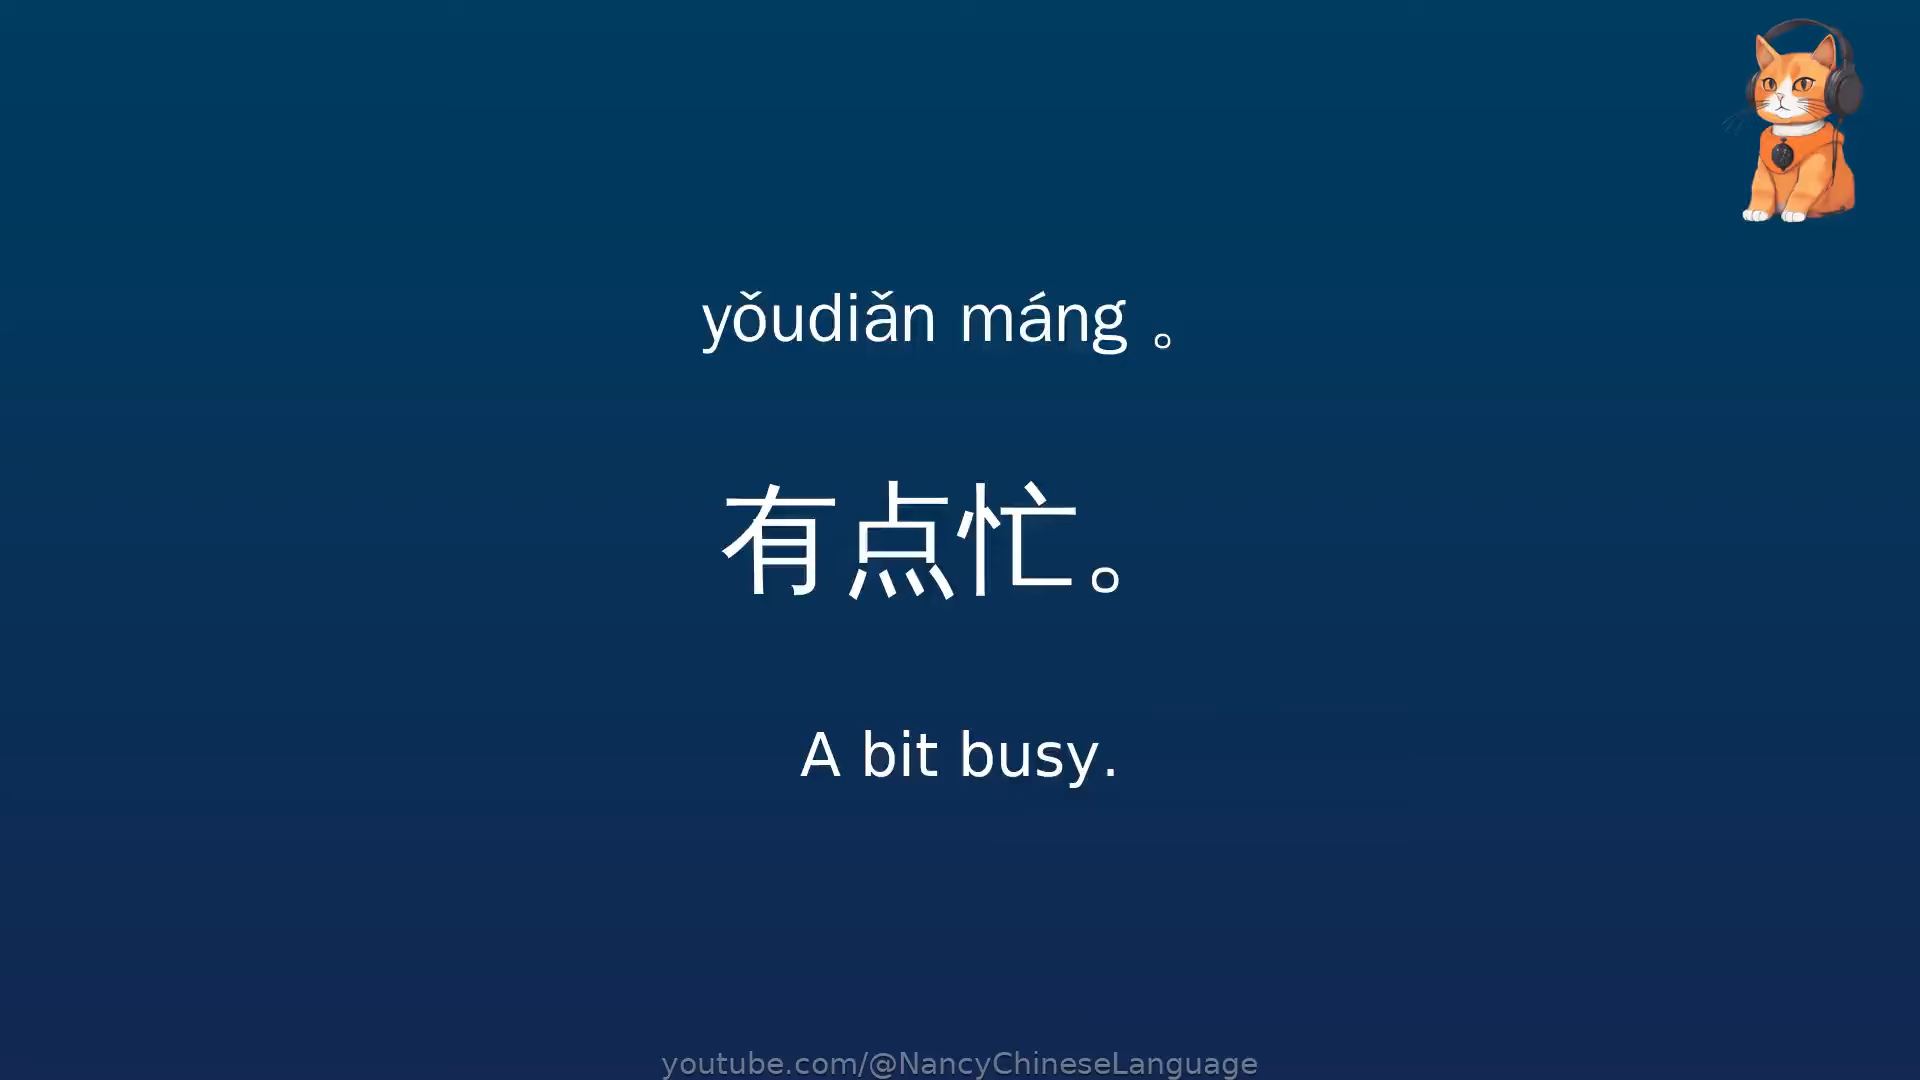 yǒudiǎn máng 。
有点忙。
A bit busy.
youtube.com/@NancyChineseLanguage